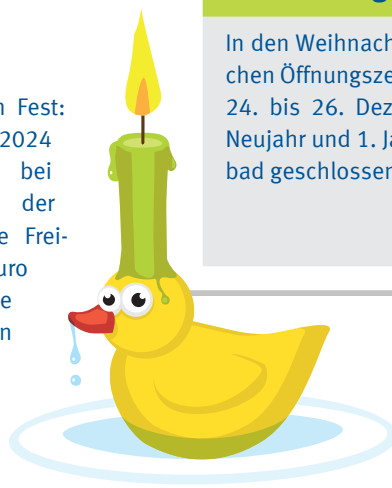 n Fest:
2024
bei
der
e Frei-
uro
e
n
In den Weihnach
chen Öffnungsze
24. bis 26. Dez
Neujahr und 1. Ja
bad geschlossen